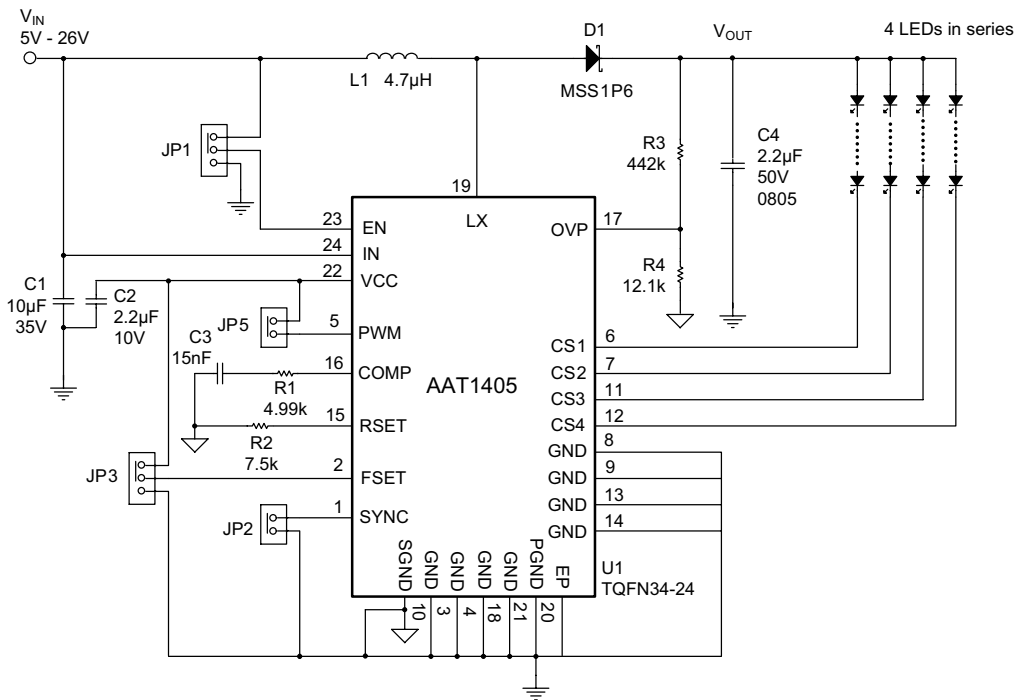 V_IN
5V - 26V
D1
V_OUT
4 LEDs in series
L1 4.7μH
MSS1P6
JP1
R3
442k
C4
2.2μF
50V
0805
19
LX
23
EN
OVP
17
24
IN
22
VCC
R4
12.1k
C1
10μF
35V
C2
2.2μF
10V
JP5
5
PWM
C3
15nF
16
COMP
R1
4.99k
AAT1405
CS1
6
CS2
7
CS3
11
CS4
12
15
RSET
R2
7.5k
GND
8
JP3
2
FSET
GND
9
1
SYNC
GND
13
JP2
GND
14
SGND
GND
GND
GND
GND
PGND
EP
10
3
4
18
21
20
U1
TQFN34-24